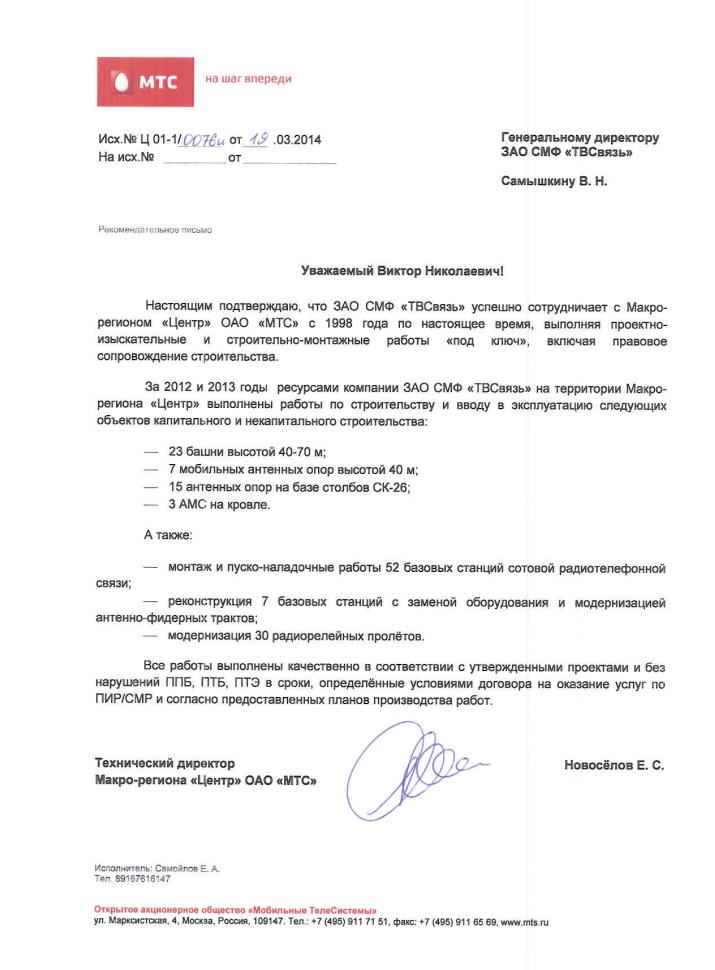 МТС
на шаг впереди
Исх.№ Ц 01-1/0076и от 19 .03.2014
На исх.№ ________ от ____________
Генеральному директору
ЗАО СМФ «ТВСвязь»
Самышкину В. Н.
Рекомендательное письмо
Уважаемый Виктор Николаевич!
Настоящим подтверждаю, что ЗАО СМФ «ТВСвязь» успешно сотрудничает с Макро-
регионом «Центр» ОАО «МТС» с 1998 года по настоящее время, выполняя проектно-
изыскательные и строительно-монтажные работы «под ключ», включая правовое
сопровождение строительства.
За 2012 и 2013 годы ресурсами компании ЗАО СМФ «ТВСвязь» на территории Макро-
региона «Центр» выполнены работы по строительству и вводу в эксплуатацию следующих
объектов капитального и некапитального строительства:
— 23 башни высотой 40-70 м;
— 7 мобильных антенных опор высотой 40 м;
— 15 антенных опор на базе столбов СК-26;
— 3 АМС на кровле.
А также:
— монтаж и пуско-наладочные работы 52 базовых станций сотовой радиотелефонной
связи;
— реконструкция 7 базовых станций с заменой оборудования и модернизацией
антенно-фидерных трактов;
— модернизация 30 радиорелейных пролётов.
Все работы выполнены качественно в соответствии с утвержденными проектами и без
нарушений ППБ, ПТБ, ПТЭ в сроки, определённые условиями договора на оказание услуг по
ПИР/СМР и согласно предоставленных планов производства работ.
Технический директор
Макро-региона «Центр» ОАО «МТС»
Новосёлов Е. С.
Исполнитель: Самойлов Е. А.
Тел. 89167616147
Открытое акционерное общество «Мобильные ТелеСистемы»
ул. Марксистская, 4, Москва, Россия, 109147. Тел.: +7 (495) 911 71 51, факс: +7 (495) 911 65 69, www.mts.ru